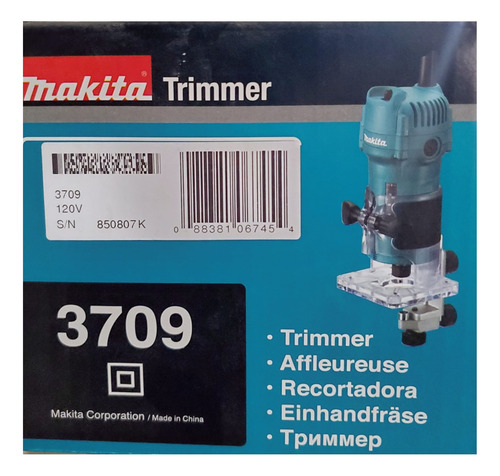 makita Trimmer
makita
3709
120V
S/N 850807K
0 88381 06745 4
3709
Makita Corporation / Made in China
· Trimmer
· Affleureuse
· Recortadora
· Einhandfräse
· Триммер